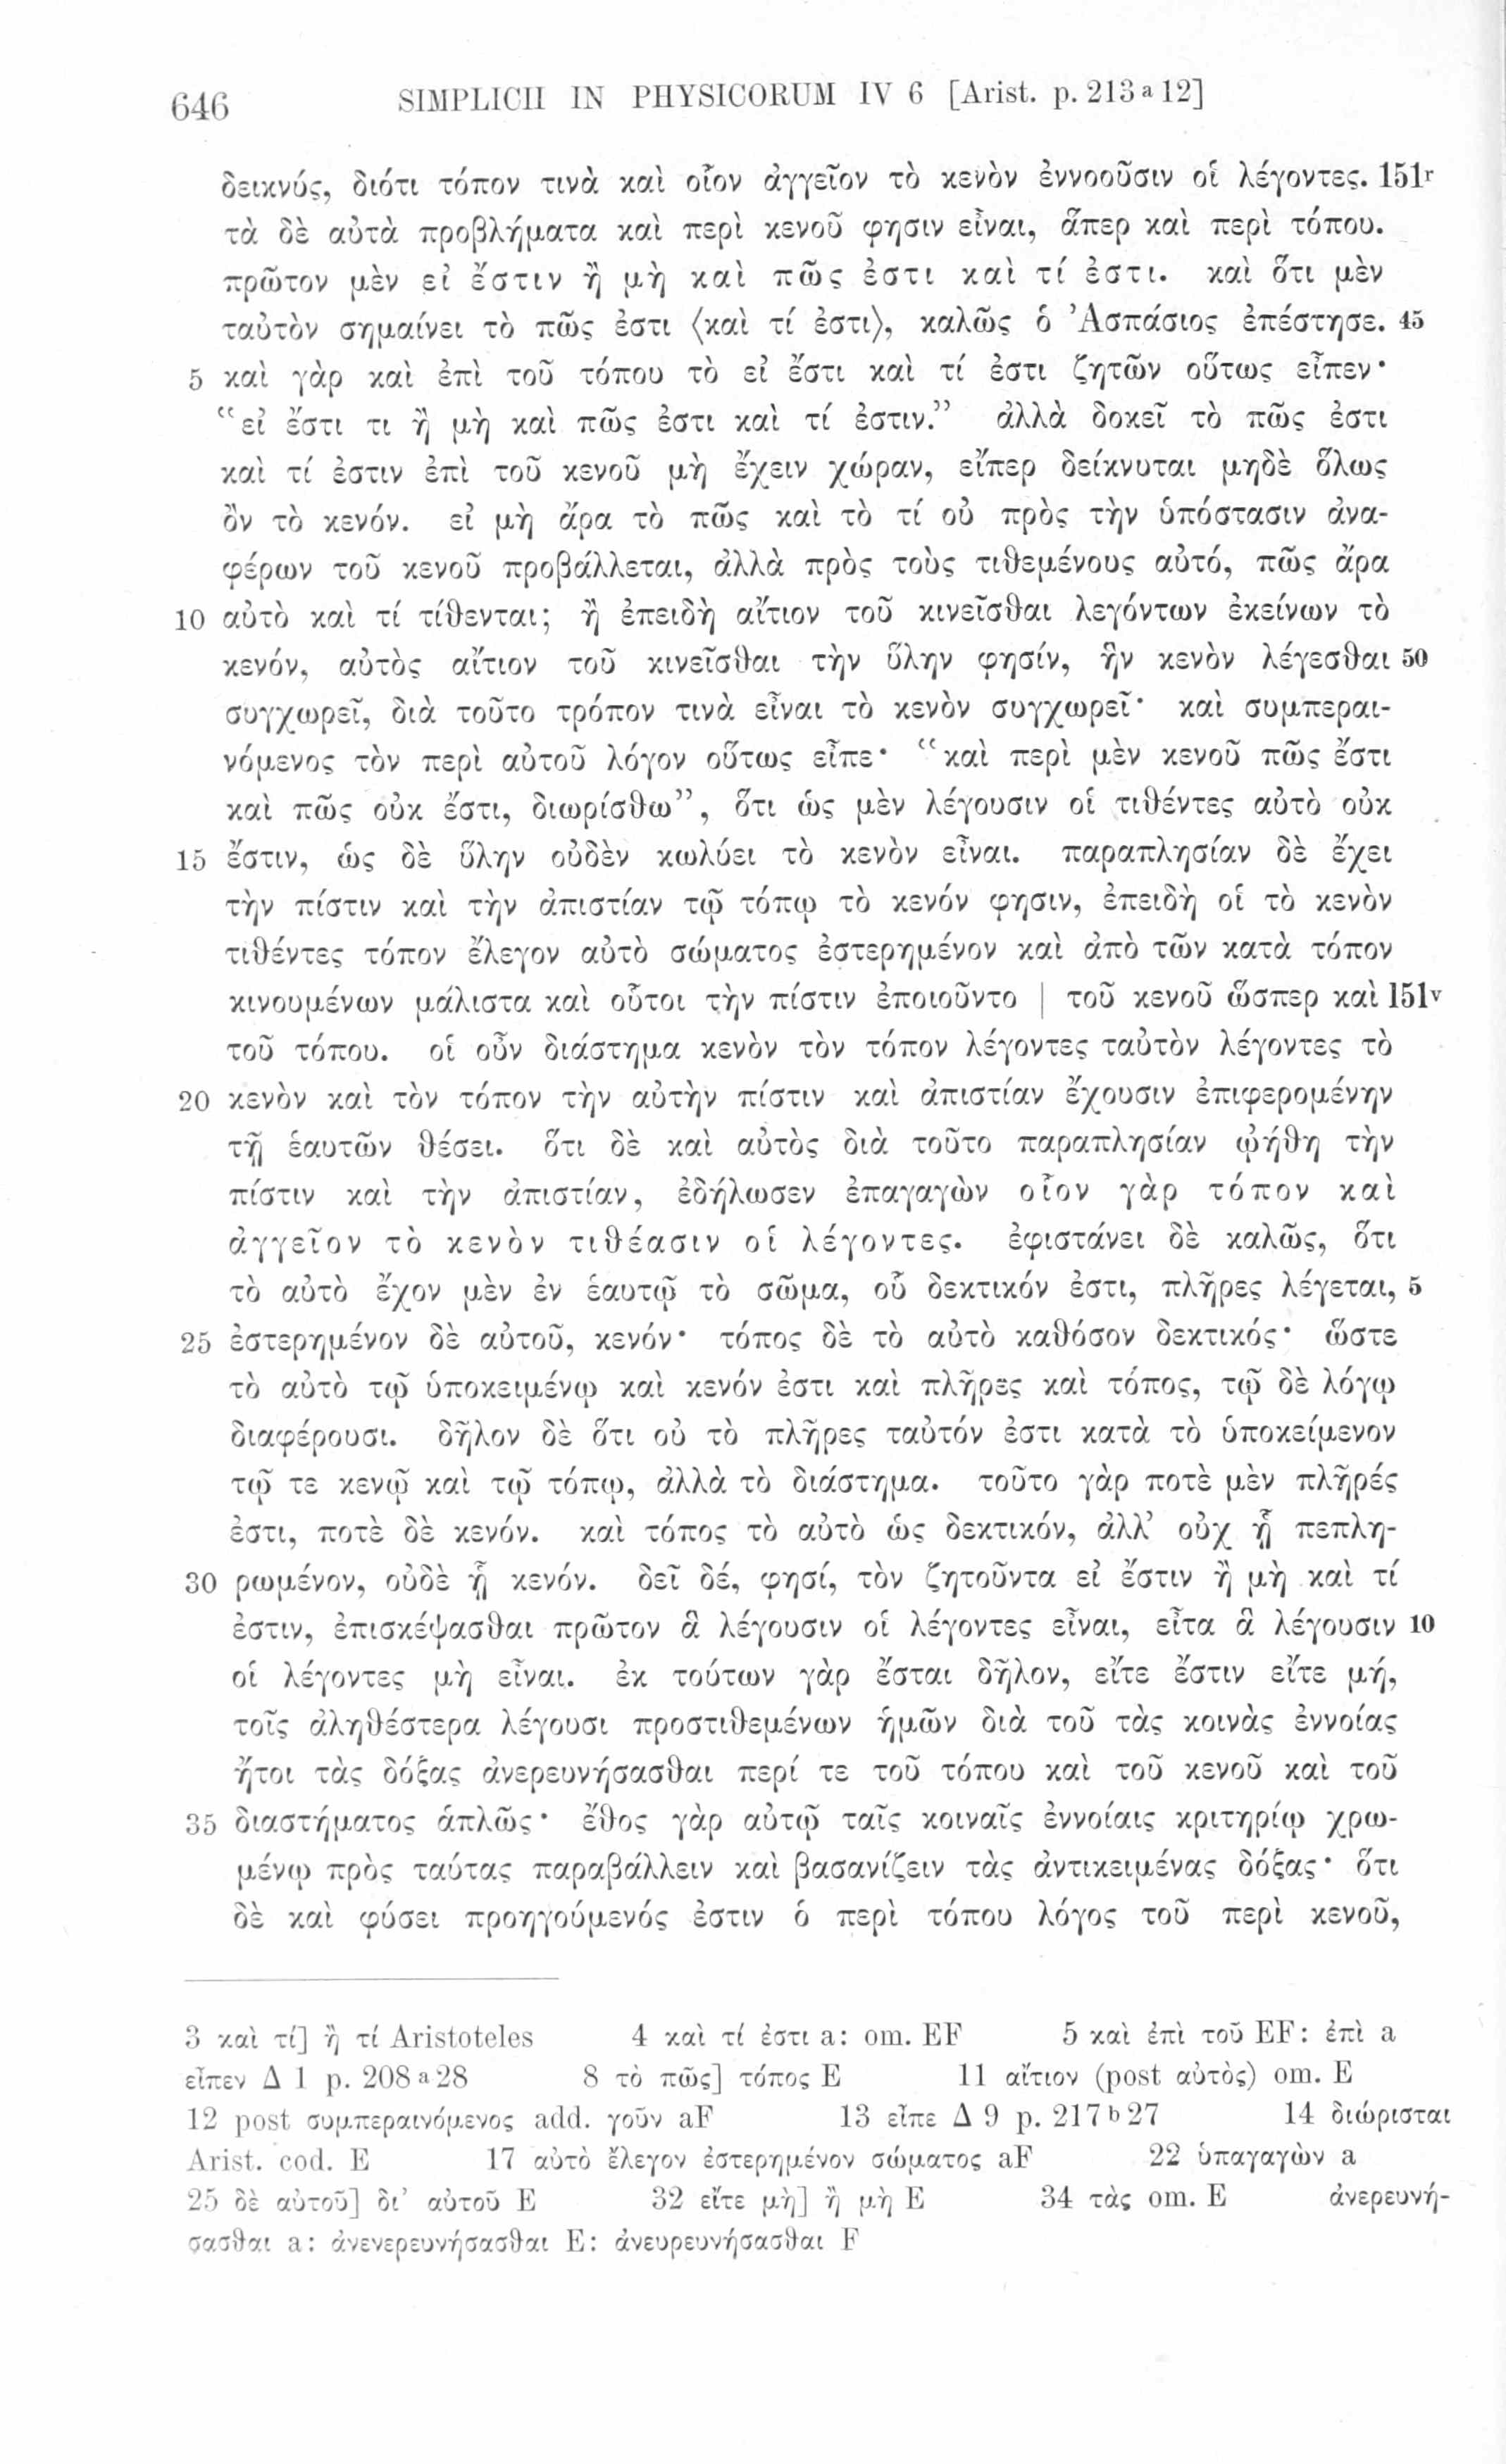 646 SIMPLICII IN PHYSICORUM IV 6 [Arist. p. 213 a 12]
δεικνύς, διότι τόπον τινὰ καὶ οἷον ἀγγεῖον τὸ κενὸν ἐννοοῦσιν οἱ λέγοντες. 151r
τὰ δὲ αὐτὰ προβλήματα καὶ περὶ κενοῦ φησιν εἶναι, ἅπερ καὶ περὶ τόπου.
πρῶτον μὲν εἰ ἔστιν ἢ μὴ καὶ πῶς ἐστι καὶ τί ἐστι. καὶ ὅτι μὲν
ταὐτὸν σημαίνει τὸ πῶς ἐστι ⟨καὶ τί ἐστι⟩, καλῶς ὁ Ἀσπάσιος ἐπέστησε. 45
5 καὶ γὰρ καὶ ἐπὶ τοῦ τόπου τὸ εἰ ἔστι καὶ τί ἐστι ζητῶν οὕτως εἶπεν·
“εἰ ἔστι τι ἢ μὴ καὶ πῶς ἐστι καὶ τί ἐστιν.” ἀλλὰ δοκεῖ τὸ πῶς ἐστι
καὶ τί ἐστιν ἐπὶ τοῦ κενοῦ μὴ ἔχειν χώραν, εἴπερ δείκνυται μηδὲ ὅλως
ὂν τὸ κενόν. εἰ μὴ ἄρα τὸ πῶς καὶ τὸ τί οὐ πρὸς τὴν ὑπόστασιν ἀνα-
φέρων τοῦ κενοῦ προβάλλεται, ἀλλὰ πρὸς τοὺς τιθεμένους αὐτό, πῶς ἄρα
10 αὐτὸ καὶ τί τίθενται; ἢ ἐπειδὴ αἴτιον τοῦ κινεῖσθαι λεγόντων ἐκείνων τὸ
κενόν, αὐτὸς αἴτιον τοῦ κινεῖσθαι τὴν ὕλην φησίν, ἣν κενὸν λέγεσθαι 50
συγχωρεῖ, διὰ τοῦτο τρόπον τινὰ εἶναι τὸ κενὸν συγχωρεῖ· καὶ συμπεραι-
νόμενος τὸν περὶ αὐτοῦ λόγον οὕτως εἶπε· “καὶ περὶ μὲν κενοῦ πῶς ἔστι
καὶ πῶς οὐκ ἔστι, διωρίσθω”, ὅτι ὡς μὲν λέγουσιν οἱ τιθέντες αὐτὸ οὐκ
15 ἔστιν, ὡς δὲ ὕλην οὐδὲν κωλύει τὸ κενὸν εἶναι. παραπλησίαν δὲ ἔχει
τὴν πίστιν καὶ τὴν ἀπιστίαν τῷ τόπῳ τὸ κενόν φησιν, ἐπειδὴ οἱ τὸ κενὸν
τιθέντες τόπον ἔλεγον αὐτὸ σώματος ἐστερημένον καὶ ἀπὸ τῶν κατὰ τόπον
κινουμένων μάλιστα καὶ οὗτοι τὴν πίστιν ἐποιοῦντο | τοῦ κενοῦ ὥσπερ καὶ 151v
τοῦ τόπου. οἱ οὖν διάστημα κενὸν τὸν τόπον λέγοντες ταὐτὸν λέγοντες τὸ
20 κενὸν καὶ τὸν τόπον τὴν αὐτὴν πίστιν καὶ ἀπιστίαν ἔχουσιν ἐπιφερομένην
τῇ ἑαυτῶν θέσει. ὅτι δὲ καὶ αὐτὸς διὰ τοῦτο παραπλησίαν ᾠήθη τὴν
πίστιν καὶ τὴν ἀπιστίαν, ἐδήλωσεν ἐπαγαγὼν οἷον γὰρ τόπον καὶ
ἀγγεῖον τὸ κενὸν τιθέασιν οἱ λέγοντες. ἐφιστάνει δὲ καλῶς, ὅτι
τὸ αὐτὸ ἔχον μὲν ἐν ἑαυτῷ τὸ σῶμα, οὗ δεκτικόν ἐστι, πλῆρες λέγεται, 5
25 ἐστερημένον δὲ αὐτοῦ, κενόν· τόπος δὲ τὸ αὐτὸ καθόσον δεκτικός· ὥστε
τὸ αὐτὸ τῷ ὑποκειμένῳ καὶ κενόν ἐστι καὶ πλῆρες καὶ τόπος, τῷ δὲ λόγῳ
διαφέρουσι. δῆλον δὲ ὅτι οὐ τὸ πλῆρες ταὐτόν ἐστι κατὰ τὸ ὑποκείμενον
τῷ τε κενῷ καὶ τῷ τόπῳ, ἀλλὰ τὸ διάστημα. τοῦτο γὰρ ποτὲ μὲν πλῆρές
ἐστι, ποτὲ δὲ κενόν. καὶ τόπος τὸ αὐτὸ ὡς δεκτικόν, ἀλλ’ οὐχ ᾗ πεπλη-
30 ρωμένον, οὐδὲ ᾗ κενόν. δεῖ δέ, φησί, τὸν ζητοῦντα εἰ ἔστιν ἢ μὴ καὶ τί
ἐστιν, ἐπισκέψασθαι πρῶτον ἃ λέγουσιν οἱ λέγοντες εἶναι, εἶτα ἃ λέγουσιν 10
οἱ λέγοντες μὴ εἶναι. ἐκ τούτων γὰρ ἔσται δῆλον, εἴτε ἔστιν εἴτε μή,
τοῖς ἀληθέστερα λέγουσι προστιθεμένων ἡμῶν διὰ τοῦ τὰς κοινὰς ἐννοίας
ἤτοι τὰς δόξας ἀνερευνήσασθαι περί τε τοῦ τόπου καὶ τοῦ κενοῦ καὶ τοῦ
35 διαστήματος ἁπλῶς· ἔθος γὰρ αὐτῷ ταῖς κοιναῖς ἐννοίαις κριτηρίῳ χρω-
μένῳ πρὸς ταύτας παραβάλλειν καὶ βασανίζειν τὰς ἀντικειμένας δόξας· ὅτι
δὲ καὶ φύσει προηγούμενός ἐστιν ὁ περὶ τόπου λόγος τοῦ περὶ κενοῦ,
3 καὶ τί] ἢ τί Aristoteles 4 καὶ τί ἐστι a: om. EF 5 καὶ ἐπὶ τοῦ EF: ἐπὶ a
εἶπεν Δ 1 p. 208 a 28 8 τὸ πῶς] τόπος E 11 αἴτιον (post αὐτὸς) om. E
12 post συμπεραινόμενος add. γοῦν aF 13 εἶπε Δ 9 p. 217 b 27 14 διώρισται
Arist. cod. E 17 αὐτὸ ἔλεγον ἐστερημένον σώματος aF 22 ὑπαγαγὼν a
25 δὲ αὐτοῦ] δι’ αὐτοῦ E 32 εἴτε μὴ] ἢ μὴ E 34 τὰς om. E ἀνερευνή-
σασθαι a: ἀνενερευνήσασθαι E: ἀνευρευνήσασθαι F